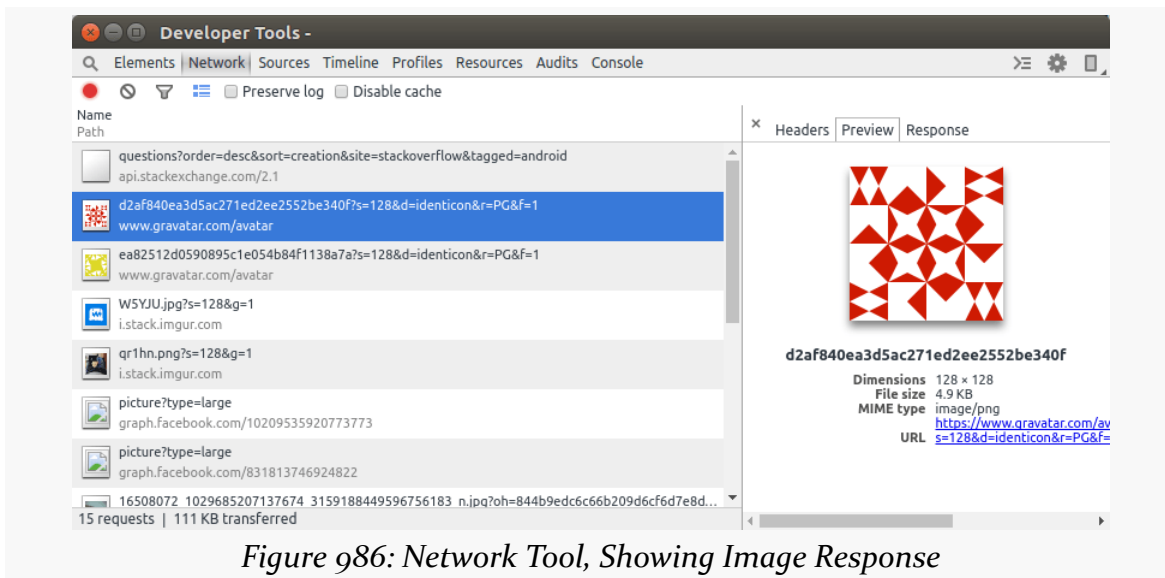 Developer Tools -
Elements Network Sources Timeline Profiles Resources Audits Console
Preserve log Disable cache
Name
Path
questions?order=desc&sort=creation&site=stackoverflow&tagged=android
api.stackexchange.com/2.1
d2af840ea3d5ac271ed2ee2552be340f?s=128&d=identicon&r=PG&f=1
www.gravatar.com/avatar
ea82512d0590895c1e054b84f1138a7a?s=128&d=identicon&r=PG&f=1
www.gravatar.com/avatar
W5YJU.jpg?s=128&g=1
i.stack.imgur.com
qr1hn.png?s=128&g=1
i.stack.imgur.com
picture?type=large
graph.facebook.com/10209535920773773
picture?type=large
graph.facebook.com/831813746924822
16508072_1029685207137674_3159188449596756183_n.jpg?oh=844b9edc6c66b209d6cf6d7e8d...
15 requests | 111 KB transferred
× Headers Preview Response
d2af840ea3d5ac271ed2ee2552be340f
Dimensions 128 × 128
File size 4.9 KB
MIME type image/png
https://www.gravatar.com/av
URL s=128&d=identicon&r=PG&f=
Figure 986: Network Tool, Showing Image Response